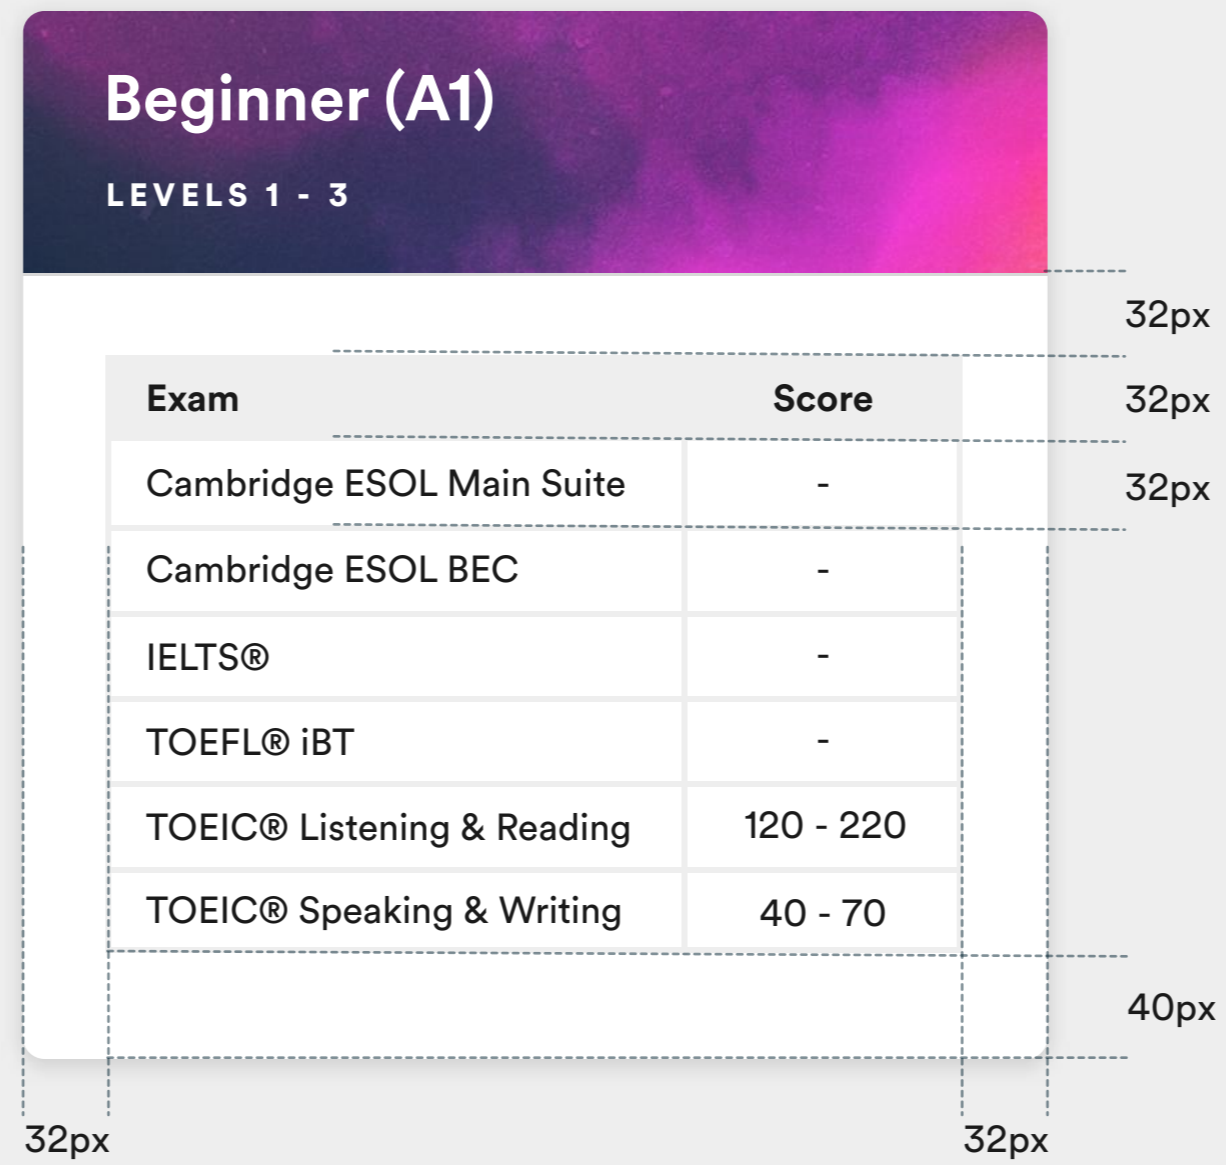 Beginner (A1)
LEVELS 1 - 3
32px
Exam Score 32px
Cambridge ESOL Main Suite - 32px
Cambridge ESOL BEC -
IELTS® -
TOEFL® iBT -
TOEIC® Listening & Reading 120 - 220
TOEIC® Speaking & Writing 40 - 70
40px
32px 32px